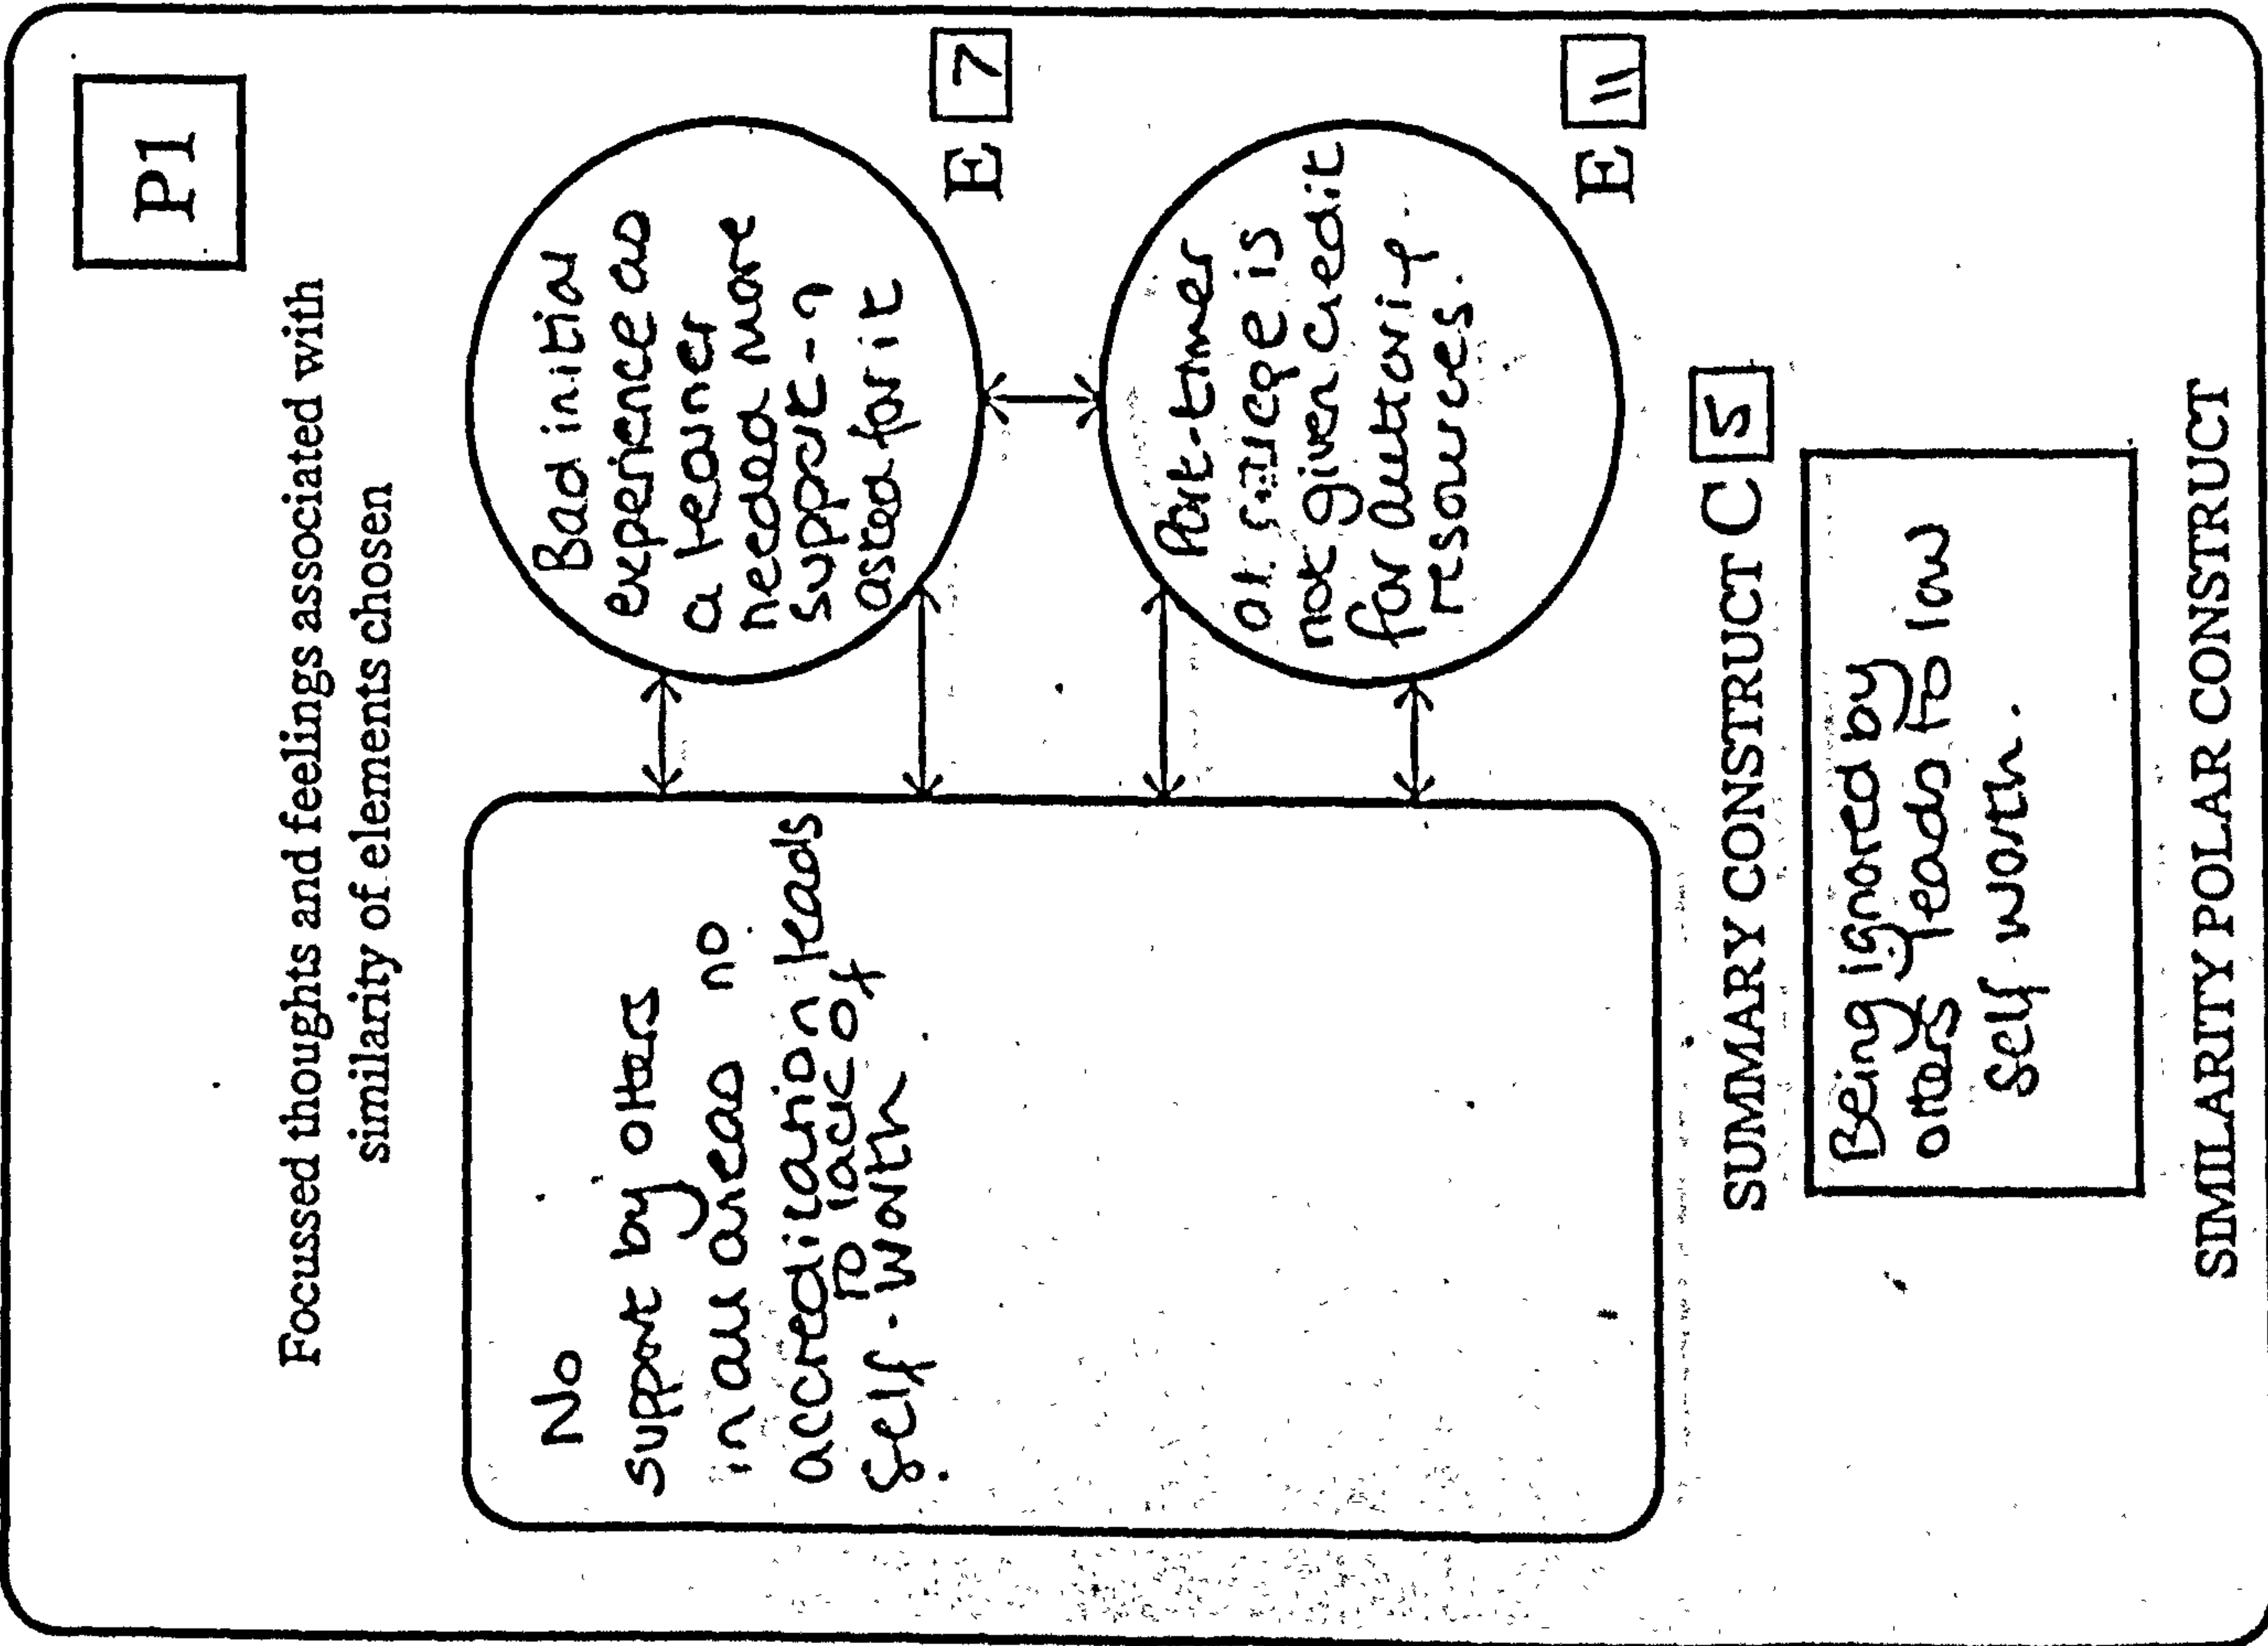 P1
Focussed thoughts and feelings associated with
similarity of elements chosen
No
support by others
in all areas no
accreditation leads
to lack of
self-worth.
Bad initial
experience as
a learner
needed more
support -
asked for it
E 7
Part-timer
at college is
not given credit
for authoring
resources.
E 11
SUMMARY CONSTRUCT C 5
Being ignored by
others leads to low
self worth.
SIMILARITY POLAR CONSTRUCT